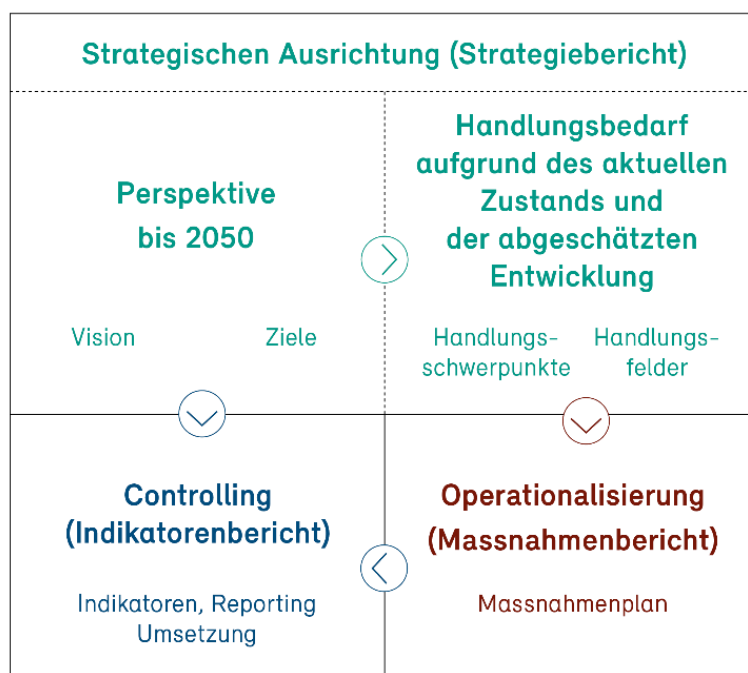 Strategischen Ausrichtung (Strategiebericht)
Perspektive
bis 2050
Vision
Ziele
Handlungsbedarf
aufgrund des aktuellen
Zustands und
der abgeschätzten
Entwicklung
Handlungs-
schwerpunkte
Handlungs-
felder
Controlling
(Indikatorenbericht)
Indikatoren, Reporting
Umsetzung
Operationalisierung
(Massnahmenbericht)
Massnahmenplan